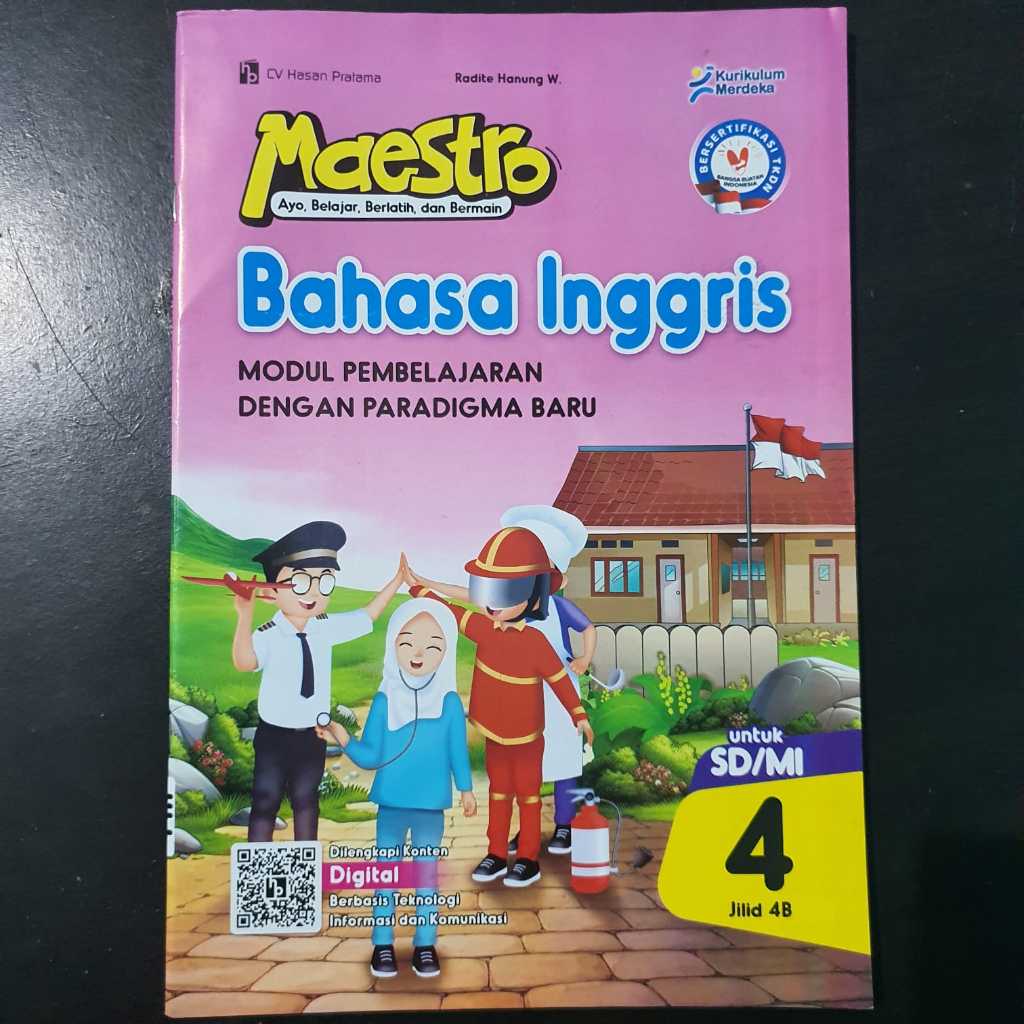 CV Hasan Pratama
Radite Hanung W.
Kurikulum
Merdeka
Maestro
Ayo, Belajar, Berlatih, dan Bermain
BERSERTIFIKASI TKDN
BANGGA BUATAN
INDONESIA
Bahasa Inggris
MODUL PEMBELAJARAN
DENGAN PARADIGMA BARU
untuk
SD/MI
4
Jilid 4B
Dilengkapi Konten
Digital
Berbasis Teknologi
Informasi dan Komunikasi